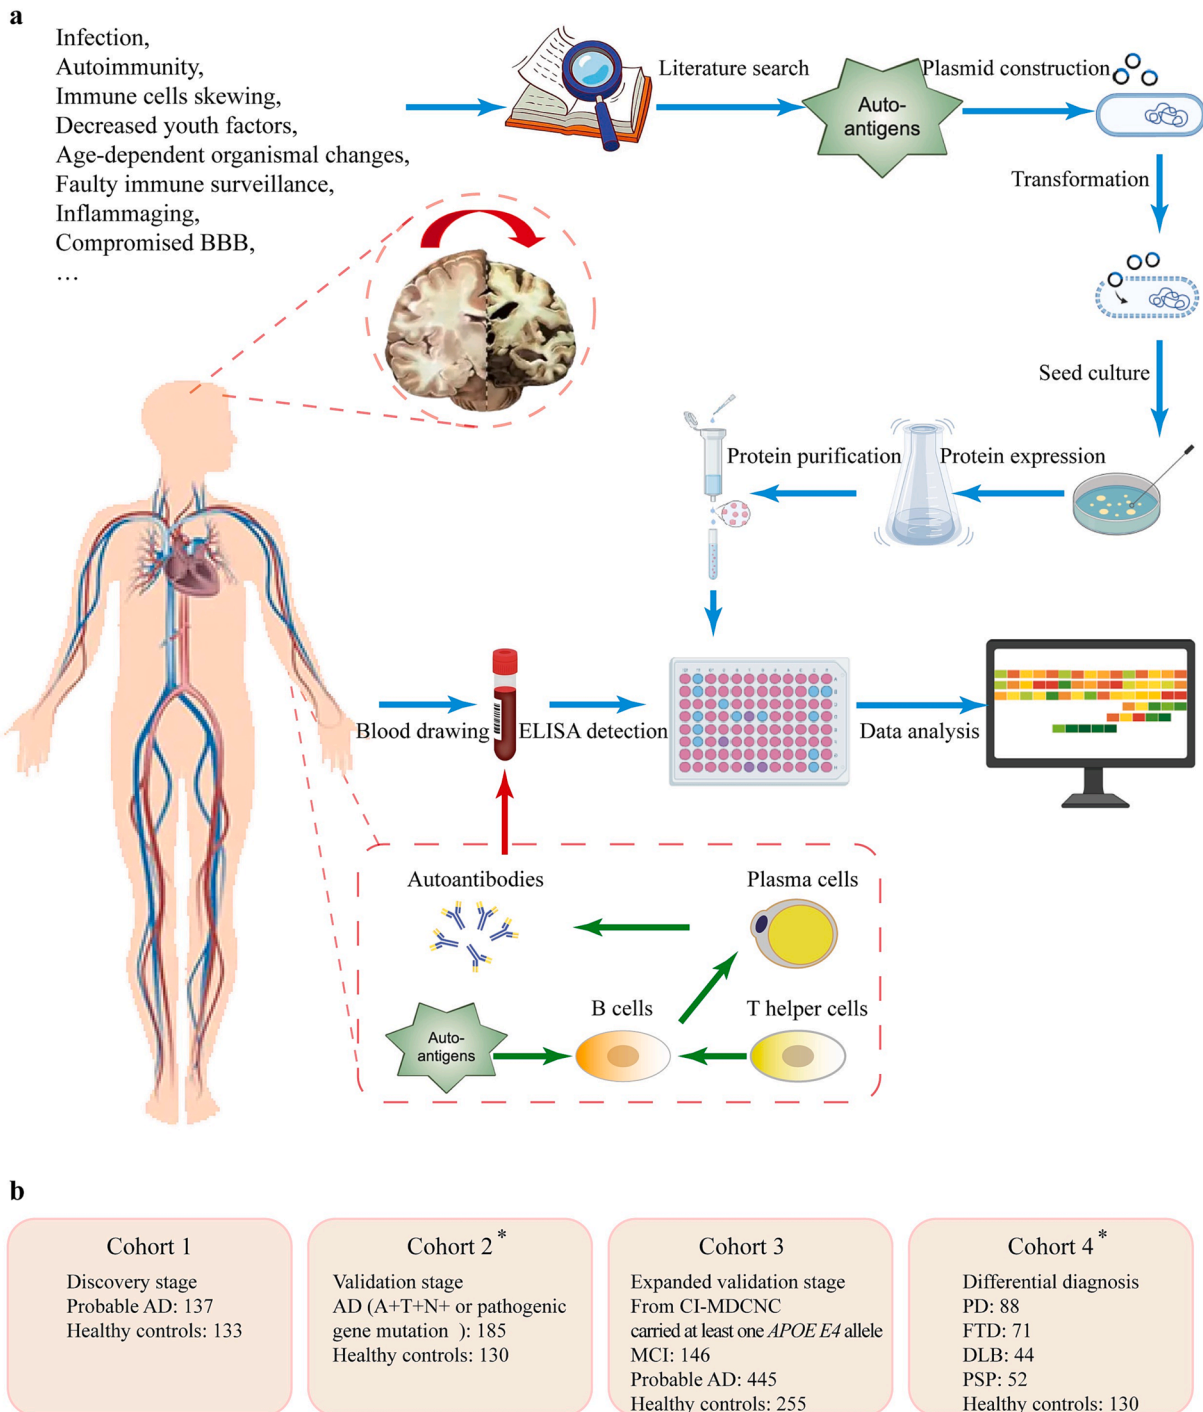 a
Infection,
Autoimmunity,
Immune cells skewing,
Decreased youth factors,
Age-dependent organismal changes,
Faulty immune surveillance,
Inflammaging,
Compromised BBB,
...
Literature search
Auto-
antigens
Plasmid construction
Transformation
Seed culture
Protein expression
Protein purification
Blood drawing
ELISA detection
Data analysis
Autoantibodies
Plasma cells
B cells
T helper cells
Auto-
antigens
b
Cohort 1
Discovery stage
Probable AD: 137
Healthy controls: 133
Cohort 2*
Validation stage
AD (A+T+N+ or pathogenic
gene mutation ): 185
Healthy controls: 130
Cohort 3
Expanded validation stage
From CI-MDCNC
carried at least one APOE E4 allele
MCI: 146
Probable AD: 445
Healthy controls: 255
Cohort 4*
Differential diagnosis
PD: 88
FTD: 71
DLB: 44
PSP: 52
Healthy controls: 130